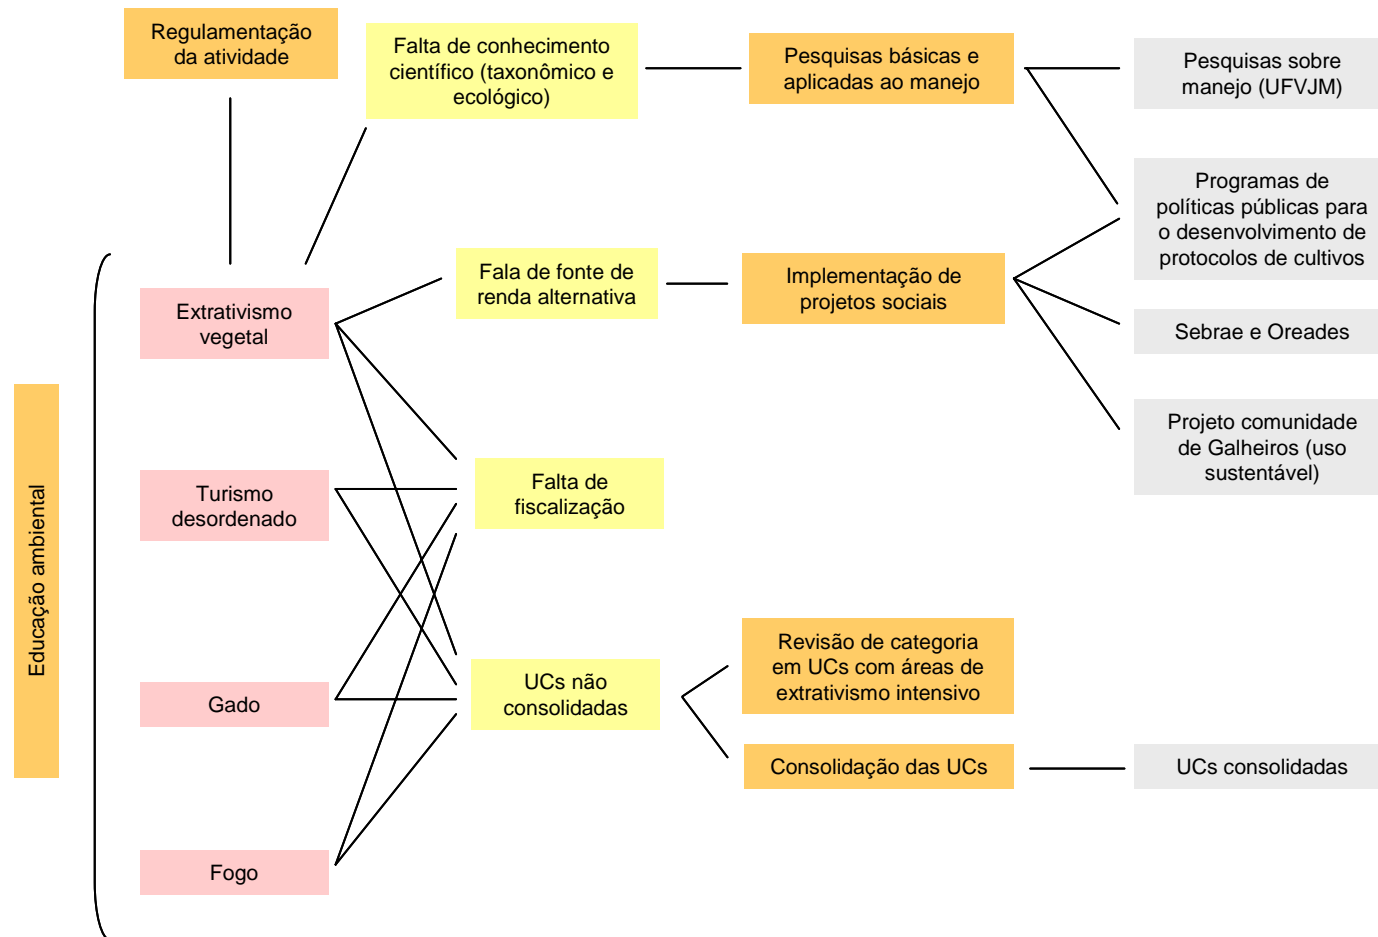 Regulamentação
da atividade
Falta de conhecimento
científico (taxonômico e
ecológico)
Pesquisas básicas e
aplicadas ao manejo
Pesquisas sobre
manejo (UFVJM)
Programas de
políticas públicas para
o desenvolvimento de
protocolos de cultivos
Fala de fonte de
renda alternativa
Implementação de
projetos sociais
Extrativismo
vegetal
Sebrae e Oreades
Projeto comunidade
de Galheiros (uso
sustentável)
Educação ambiental
Turismo
desordenado
Falta de
fiscalização
Gado
UCs não
consolidadas
Revisão de categoria
em UCs com áreas de
extrativismo intensivo
Consolidação das UCs
UCs consolidadas
Fogo